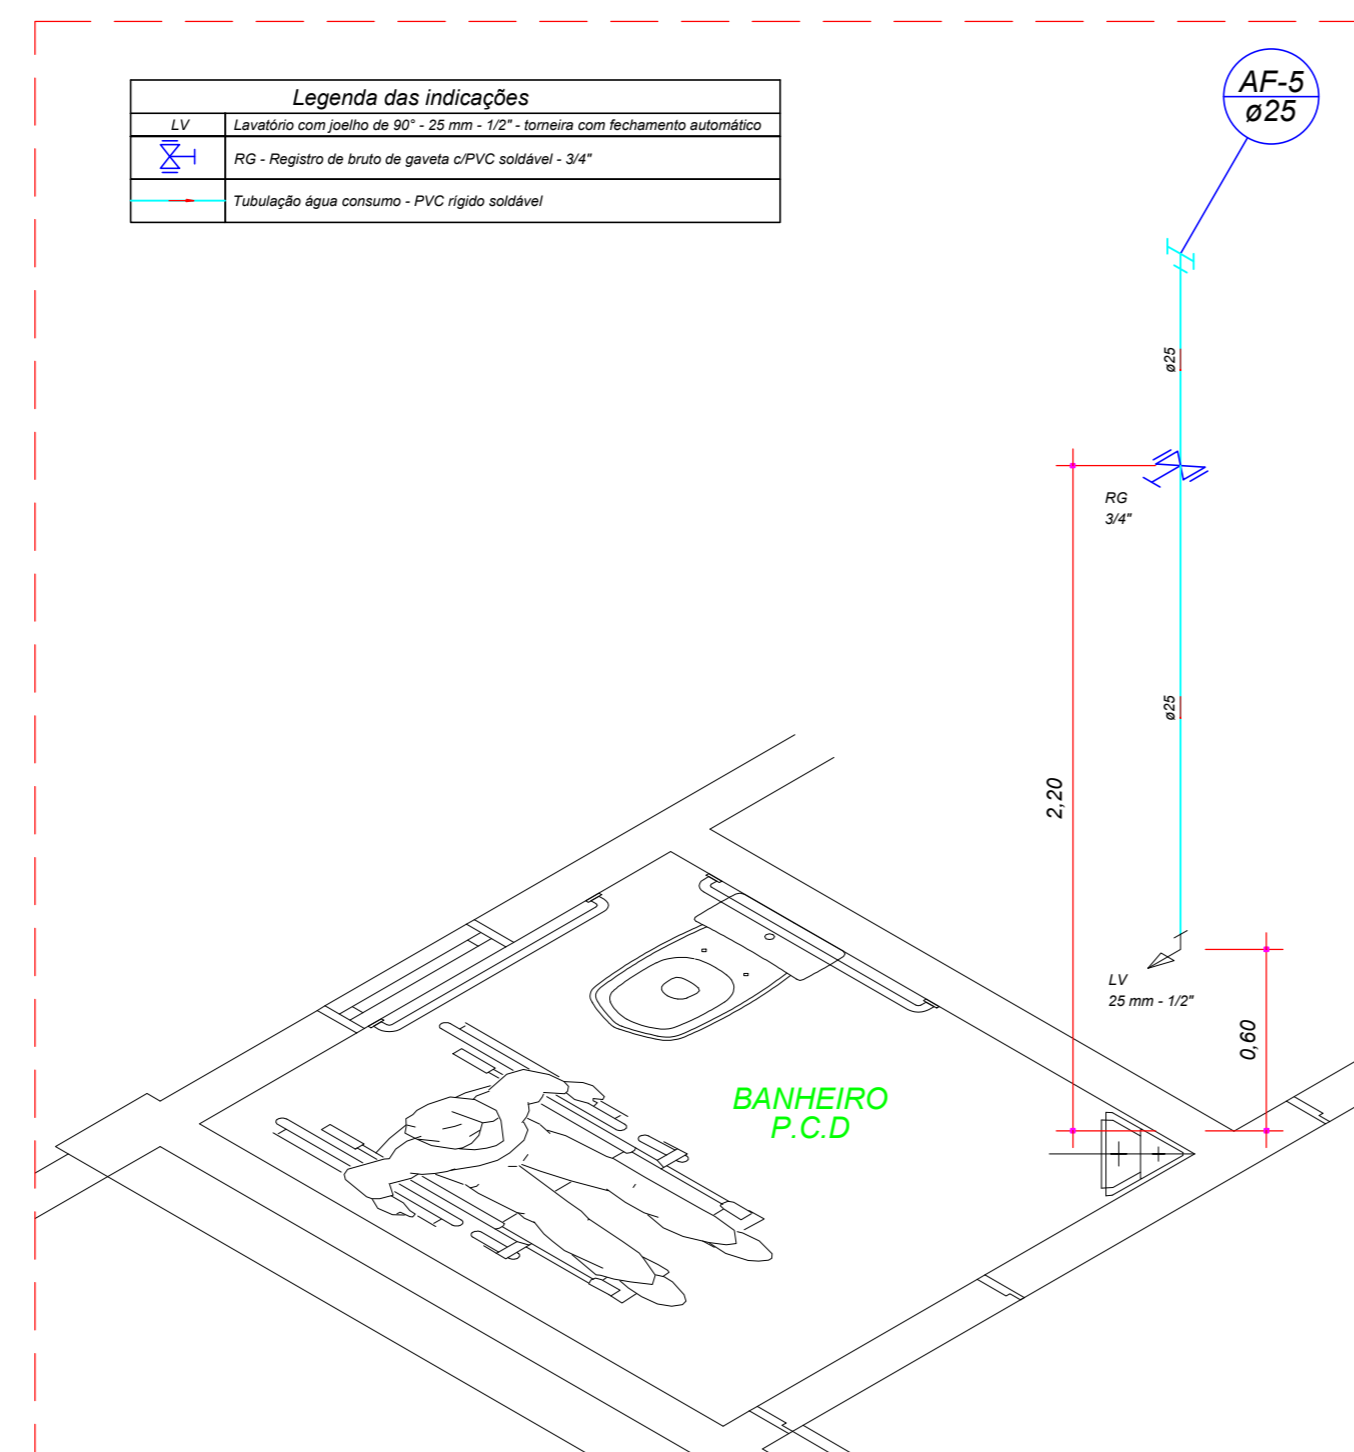 Legenda das indicações
LV Lavatório com joelho de 90° - 25 mm - 1/2" - torneira com fechamento automático
RG - Registro de bruto de gaveta c/PVC soldável - 3/4"
Tubulação água consumo - PVC rígido soldável
AF-5
ø25
ø25
RG
3/4"
ø25
2,20
LV
25 mm - 1/2"
0,60
BANHEIRO
P.C.D